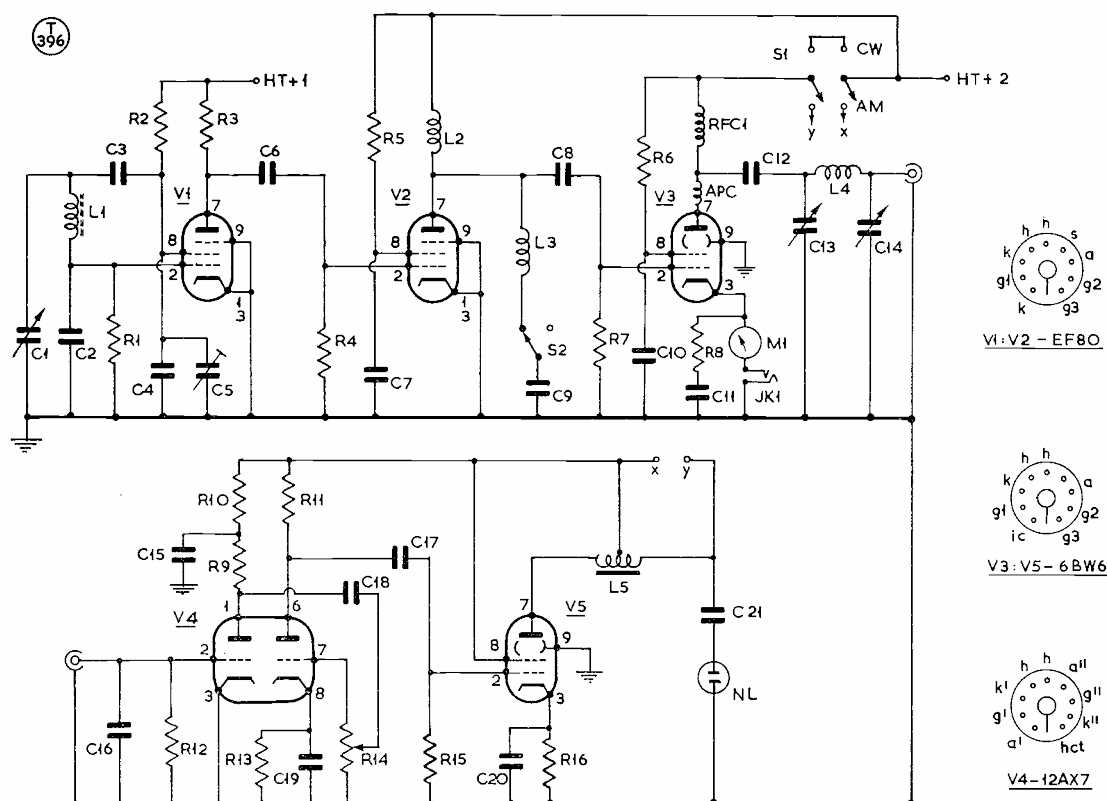 T
396
S1 CW
HT+1
HT+2
AM
y x
R2 R3 R5 L2 RFC1
C3 C6 C8 R6 C12
L4
V1 V2 V3 APC
7 7 7
L1
8 9 8 9 8 9
L3
C13 C14
2 2 2
1 1 3
3 3
C1 C2 R1 R4 S2 R7 C10 R8 M1
C4 C5 C7 C9 C11 JK1
h h s
k a
g1 g2
k g3
V1:V2-EF80
x y
R10 R11
C15 R9 C17
C18 L5
1 6
V4 V5
7
C21
2 7 8 9
2
3 8 3
NL
C16 R12 R13 C19 R14 R15 C20 R16
h h
k a
g1 g2
ic g3
V3:V5-6BW6
h h a"
k' g"
g' k"
a' hct
V4-12AX7